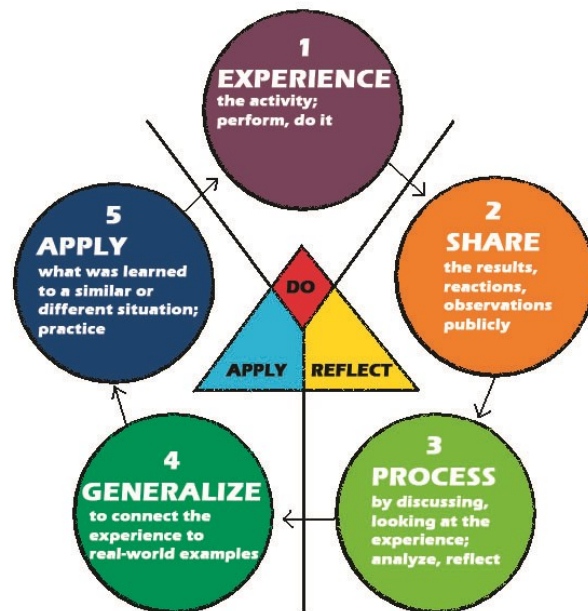 1
EXPERIENCE
the activity;
perform, do it
2
SHARE
the results,
reactions,
observations
publicly
3
PROCESS
by discussing,
looking at the
experience;
analyze, reflect
4
GENERALIZE
to connect the
experience to
real-world examples
5
APPLY
what was learned
to a similar or
different situation;
practice
DO
APPLY
REFLECT